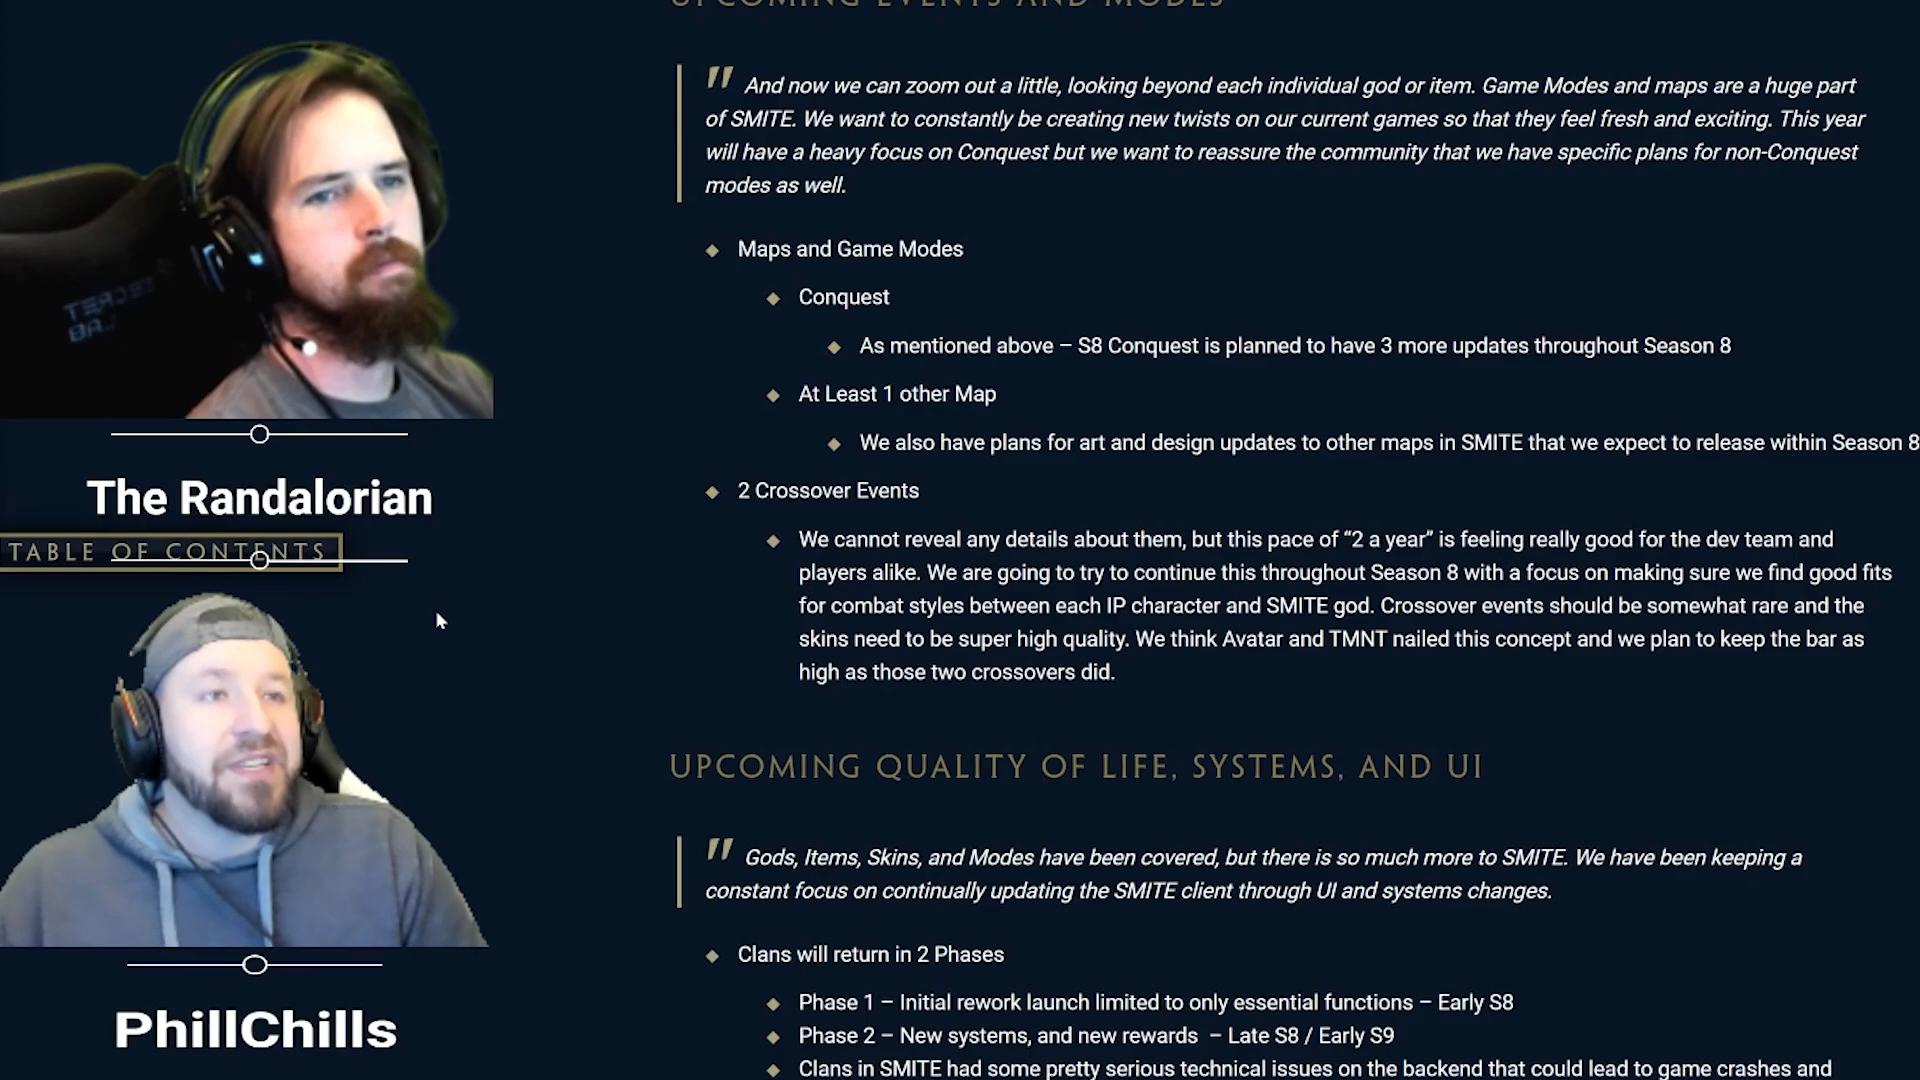 UPCOMING EVENTS AND MODES
" And now we can zoom out a little, looking beyond each individual god or item. Game Modes and maps are a huge part
of SMITE. We want to constantly be creating new twists on our current games so that they feel fresh and exciting. This year
will have a heavy focus on Conquest but we want to reassure the community that we have specific plans for non-Conquest
modes as well.
Maps and Game Modes
Conquest
As mentioned above – S8 Conquest is planned to have 3 more updates throughout Season 8
At Least 1 other Map
We also have plans for art and design updates to other maps in SMITE that we expect to release within Season 8
2 Crossover Events
We cannot reveal any details about them, but this pace of “2 a year” is feeling really good for the dev team and
players alike. We are going to try to continue this throughout Season 8 with a focus on making sure we find good fits
for combat styles between each IP character and SMITE god. Crossover events should be somewhat rare and the
skins need to be super high quality. We think Avatar and TMNT nailed this concept and we plan to keep the bar as
high as those two crossovers did.
UPCOMING QUALITY OF LIFE, SYSTEMS, AND UI
" Gods, Items, Skins, and Modes have been covered, but there is so much more to SMITE. We have been keeping a
constant focus on continually updating the SMITE client through UI and systems changes.
Clans will return in 2 Phases
Phase 1 – Initial rework launch limited to only essential functions – Early S8
Phase 2 – New systems, and new rewards – Late S8 / Early S9
Clans in SMITE had some pretty serious technical issues on the backend that could lead to game crashes and
SECRET
LAB
The Randalorian
TABLE OF CONTENTS
PhillChills